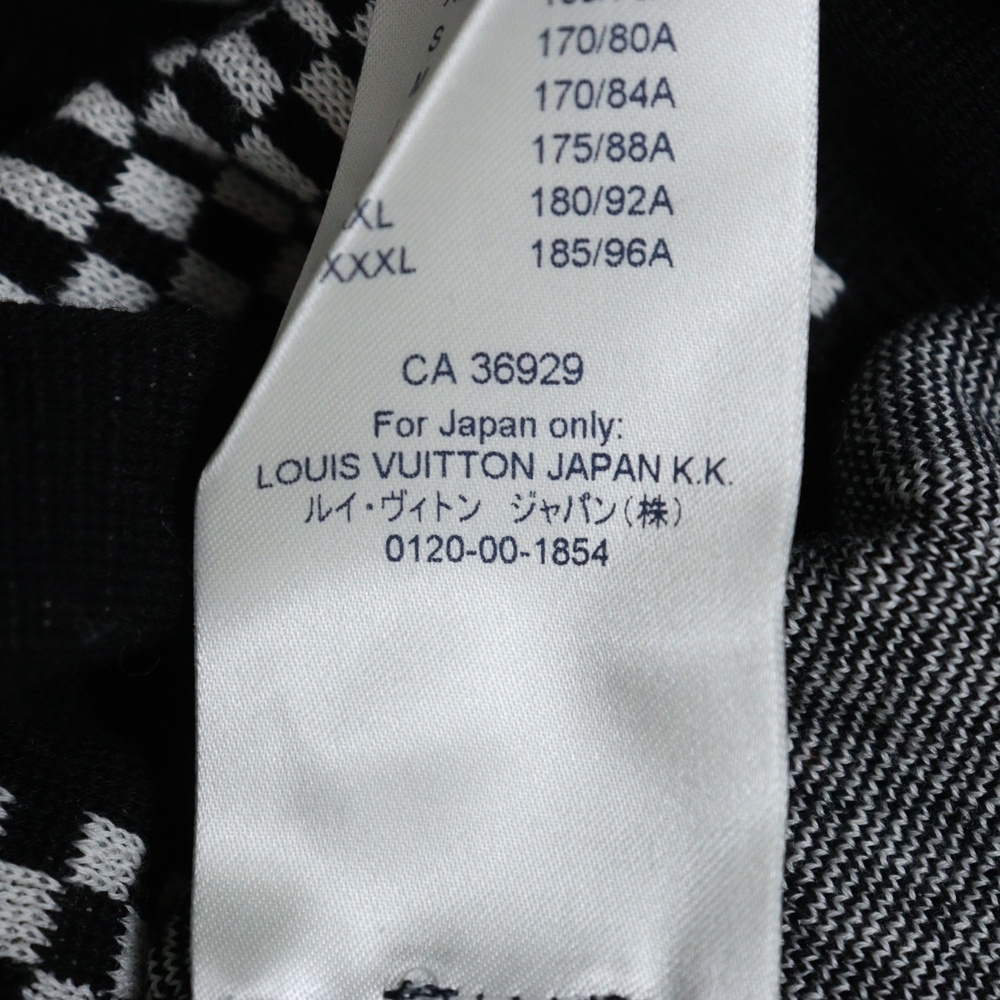 S 170/80A
170/84A
175/88A
XL 180/92A
XXXL 185/96A
CA 36929
For Japan only:
LOUIS VUITTON JAPAN K.K.
ルイ・ヴィトン ジャパン(株)
0120-00-1854